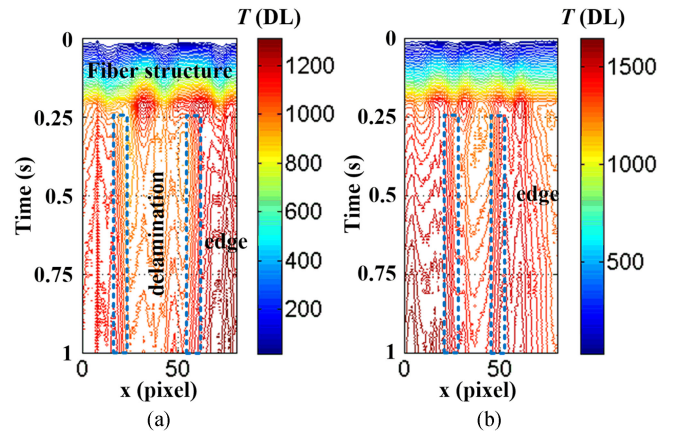 T (DL)
T (DL)
0
0.25
0.5
0.75
1
Time (s)
Fiber structure
delamination
edge
0
50
x (pixel)
1200
1000
800
600
400
200
(a)
0
0.25
0.5
0.75
1
Time (s)
edge
0
50
x (pixel)
1500
1000
500
(b)